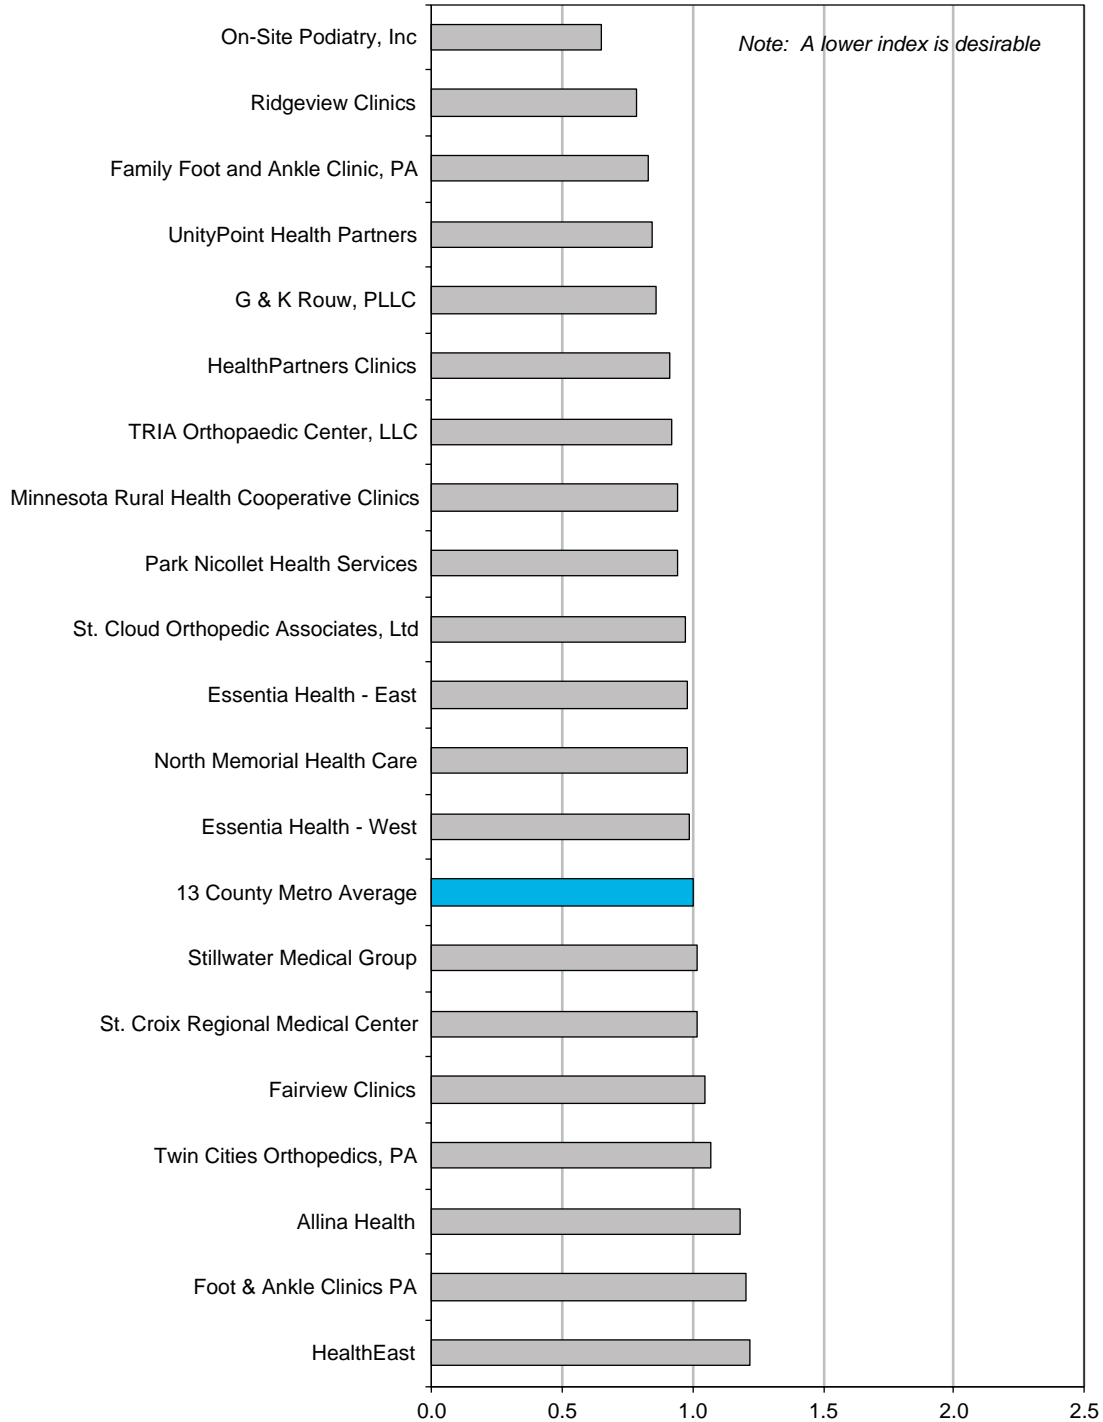 On-Site Podiatry, Inc
Note:  A lower index is desirable
Ridgeview Clinics
Family Foot and Ankle Clinic, PA
UnityPoint Health Partners
G & K Rouw, PLLC
HealthPartners Clinics
TRIA Orthopaedic Center, LLC
Minnesota Rural Health Cooperative Clinics
Park Nicollet Health Services
St. Cloud Orthopedic Associates, Ltd
Essentia Health - East
North Memorial Health Care
Essentia Health - West
13 County Metro Average
Stillwater Medical Group
St. Croix Regional Medical Center
Fairview Clinics
Twin Cities Orthopedics, PA
Allina Health
Foot & Ankle Clinics PA
HealthEast
0.0 0.5 1.0 1.5 2.0 2.5